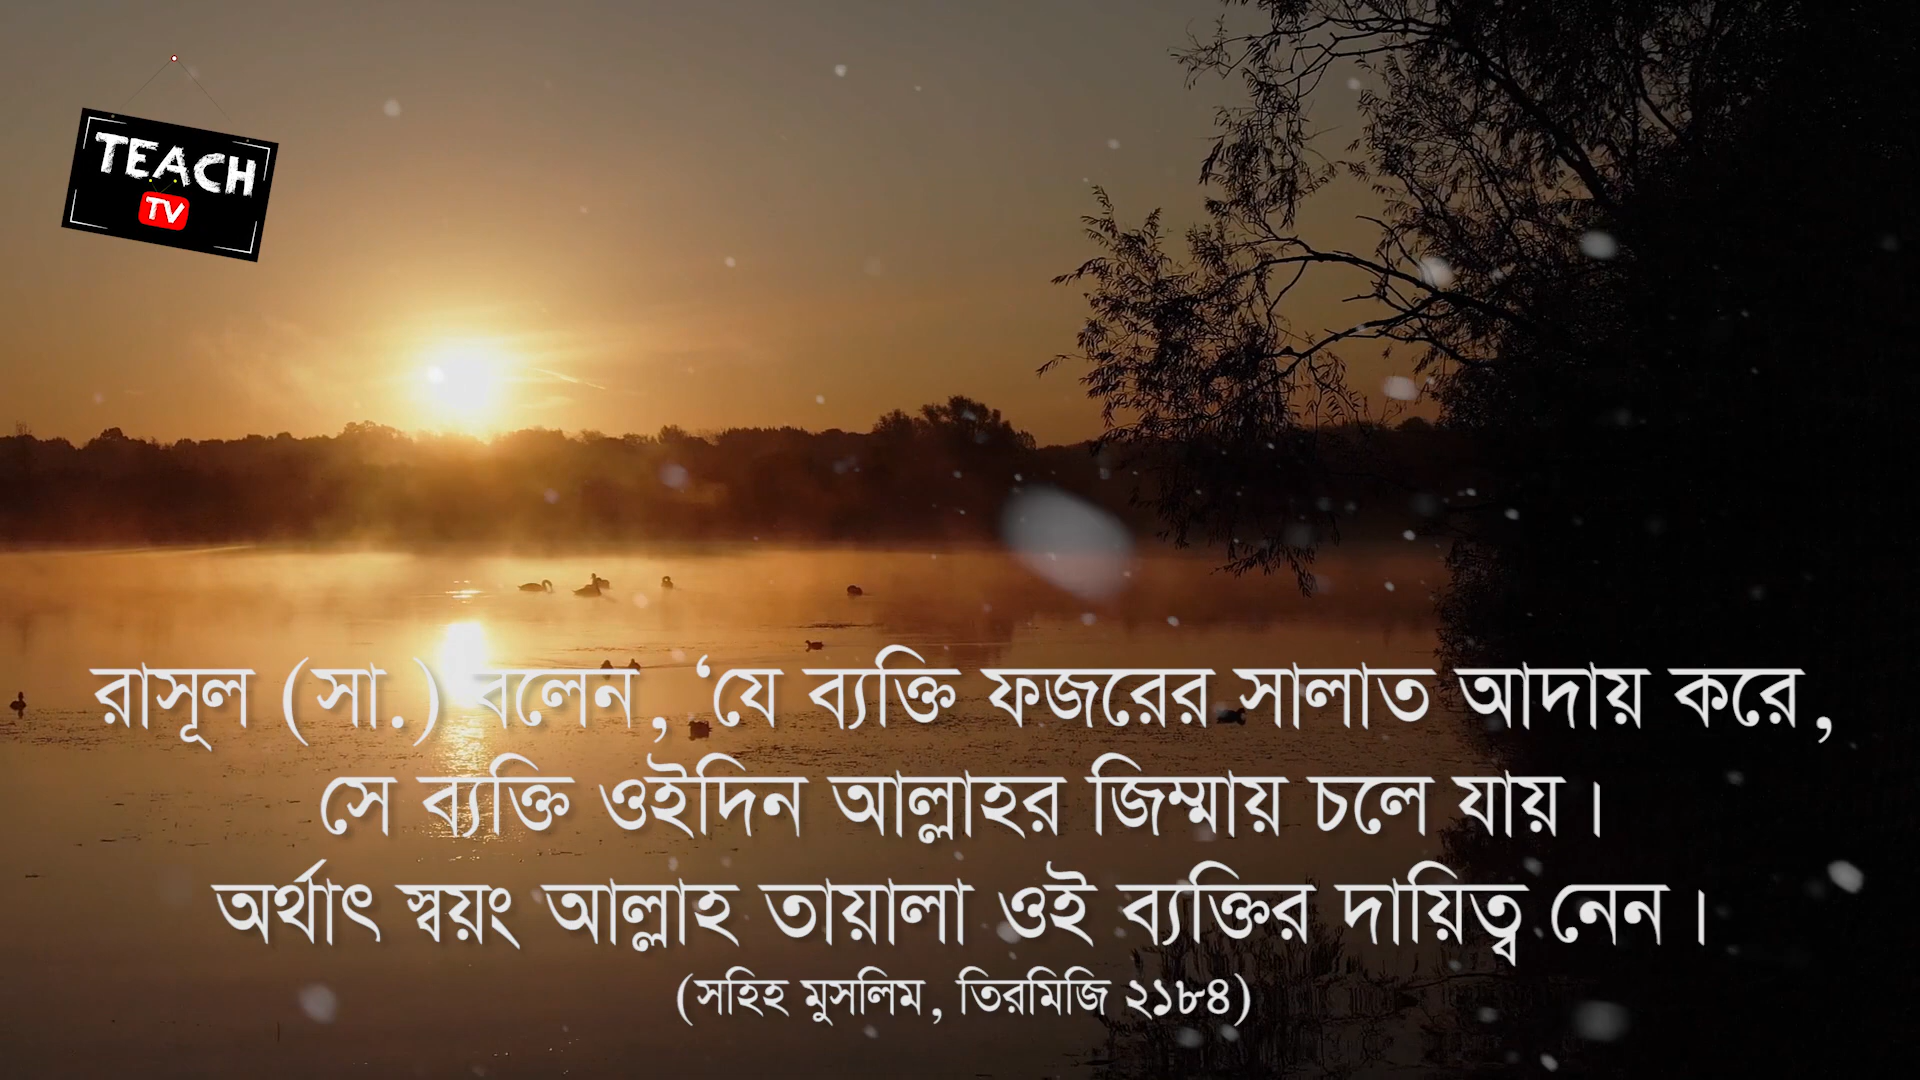 TEACH
TV
রাসূল (সা.) বলেন, ‘যে ব্যক্তি ফজরের সালাত আদায় করে,
সে ব্যক্তি ওইদিন আল্লাহর জিম্মায় চলে যায়।
অর্থাৎ স্বয়ং আল্লাহ তায়ালা ওই ব্যক্তির দায়িত্ব নেন।
(সহিহ মুসলিম, তিরমিজি ২১৮৪)